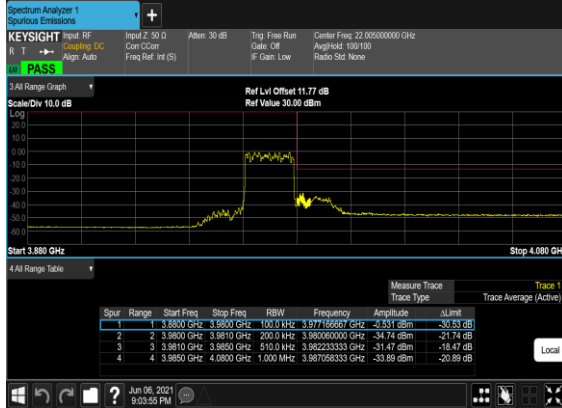 Spectrum Analyzer 1
Spurious Emissions
KEYSIGHT Input: RF Input Z: 50 Ω Atten: 30 dB Trig: Free Run Center Freq: 22.005000000 GHz
R T Coupling: DC Corr CCorr Gate: Off Avg|Hold: 100/100
Align: Auto Freq Ref: Int (S) IF Gain: Low Radio Std: None
PASS
3 All Range Graph
Ref Lvl Offset 11.77 dB
Scale/Div 10.0 dB Ref Value 30.00 dBm
Log
20.0
10.0
0.00
-10.0
-20.0
-30.0
-40.0
-50.0
-60.0
Start 3.880 GHz Stop 4.080 GH
4 All Range Table
Measure Trace Trace 1
Trace Type Trace Average (Active)
Spur Range Start Freq Stop Freq RBW Frequency Amplitude ΔLimit
1 1 3.8800 GHz 3.9800 GHz 100.0 kHz 3.977166667 GHz -0.531 dBm -30.53 dB
2 2 3.9800 GHz 3.9810 GHz 200.0 kHz 3.980060000 GHz -34.74 dBm -21.74 dB
3 3 3.9810 GHz 3.9850 GHz 510.0 kHz 3.982233333 GHz -31.47 dBm -18.47 dB
4 4 3.9850 GHz 4.0800 GHz 1.000 MHz 3.987058333 GHz -33.89 dBm -20.89 dB
Local
? Jun 06, 2021
9:03:55 PM